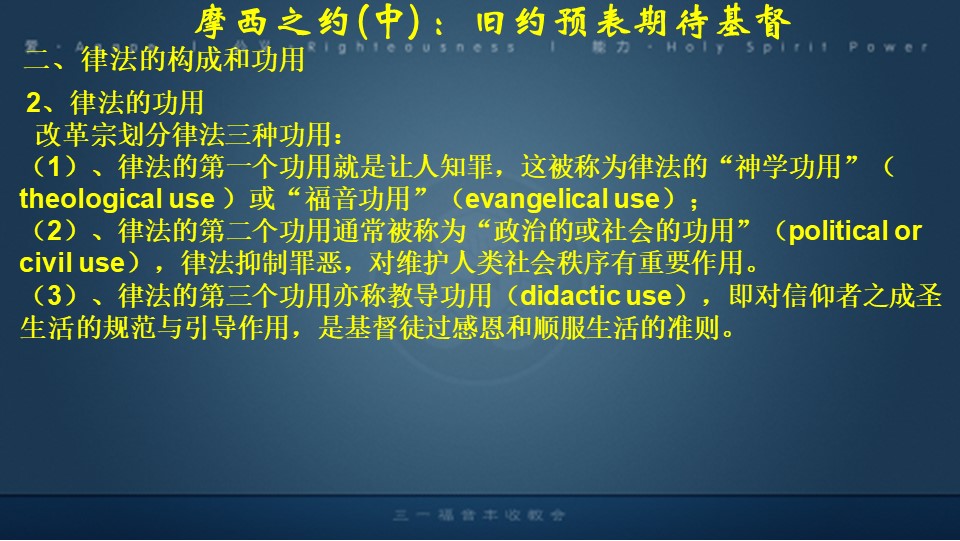 摩西之约(中)：旧约预表期待基督
爱·Agape | 公义·Righteousness | 能力·Holy Spirit Power
二、律法的构成和功用
2、律法的功用
改革宗划分律法三种功用：
（1）、律法的第一个功用就是让人知罪，这被称为律法的“神学功用”（
theological use ）或“福音功用”（evangelical use）；
（2）、律法的第二个功用通常被称为“政治的或社会的功用”（political or
civil use），律法抑制罪恶，对维护人类社会秩序有重要作用。
（3）、律法的第三个功用亦称教导功用（didactic use），即对信仰者之成圣
生活的规范与引导作用，是基督徒过感恩和顺服生活的准则。
三一福音丰收教会